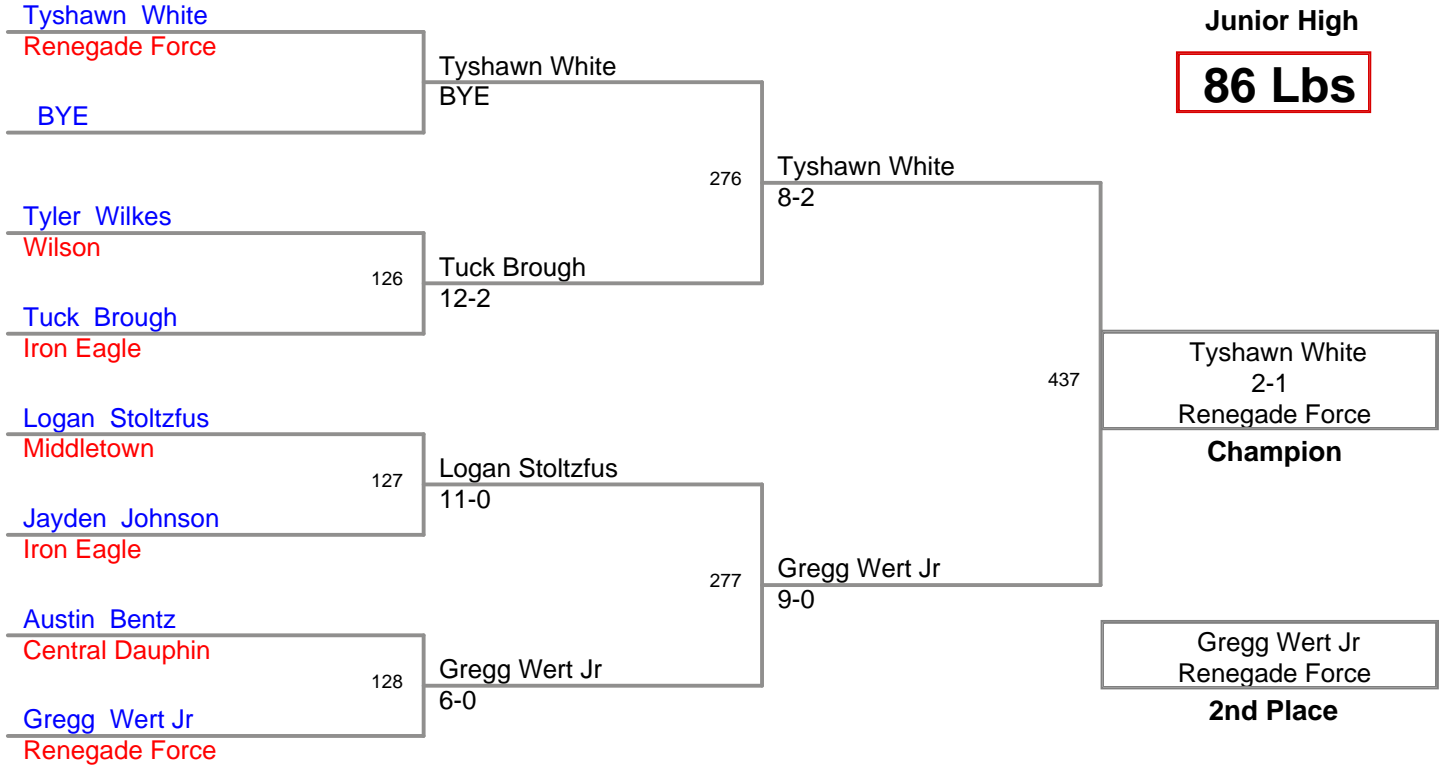 Tyshawn  White
Renegade Force
BYE
Tyler  Wilkes
Wilson
Tuck  Brough
Iron Eagle
Logan  Stoltzfus
Middletown
Jayden  Johnson
Iron Eagle
Austin  Bentz
Central Dauphin
Gregg  Wert Jr
Renegade Force
126
127
128
Tyshawn White
BYE
Tuck Brough
12-2
Logan Stoltzfus
11-0
Gregg Wert Jr
6-0
276
277
Tyshawn White
8-2
Gregg Wert Jr
9-0
437
Junior High
86 Lbs
Tyshawn White
2-1
Renegade Force
Champion
Gregg Wert Jr
Renegade Force
2nd Place